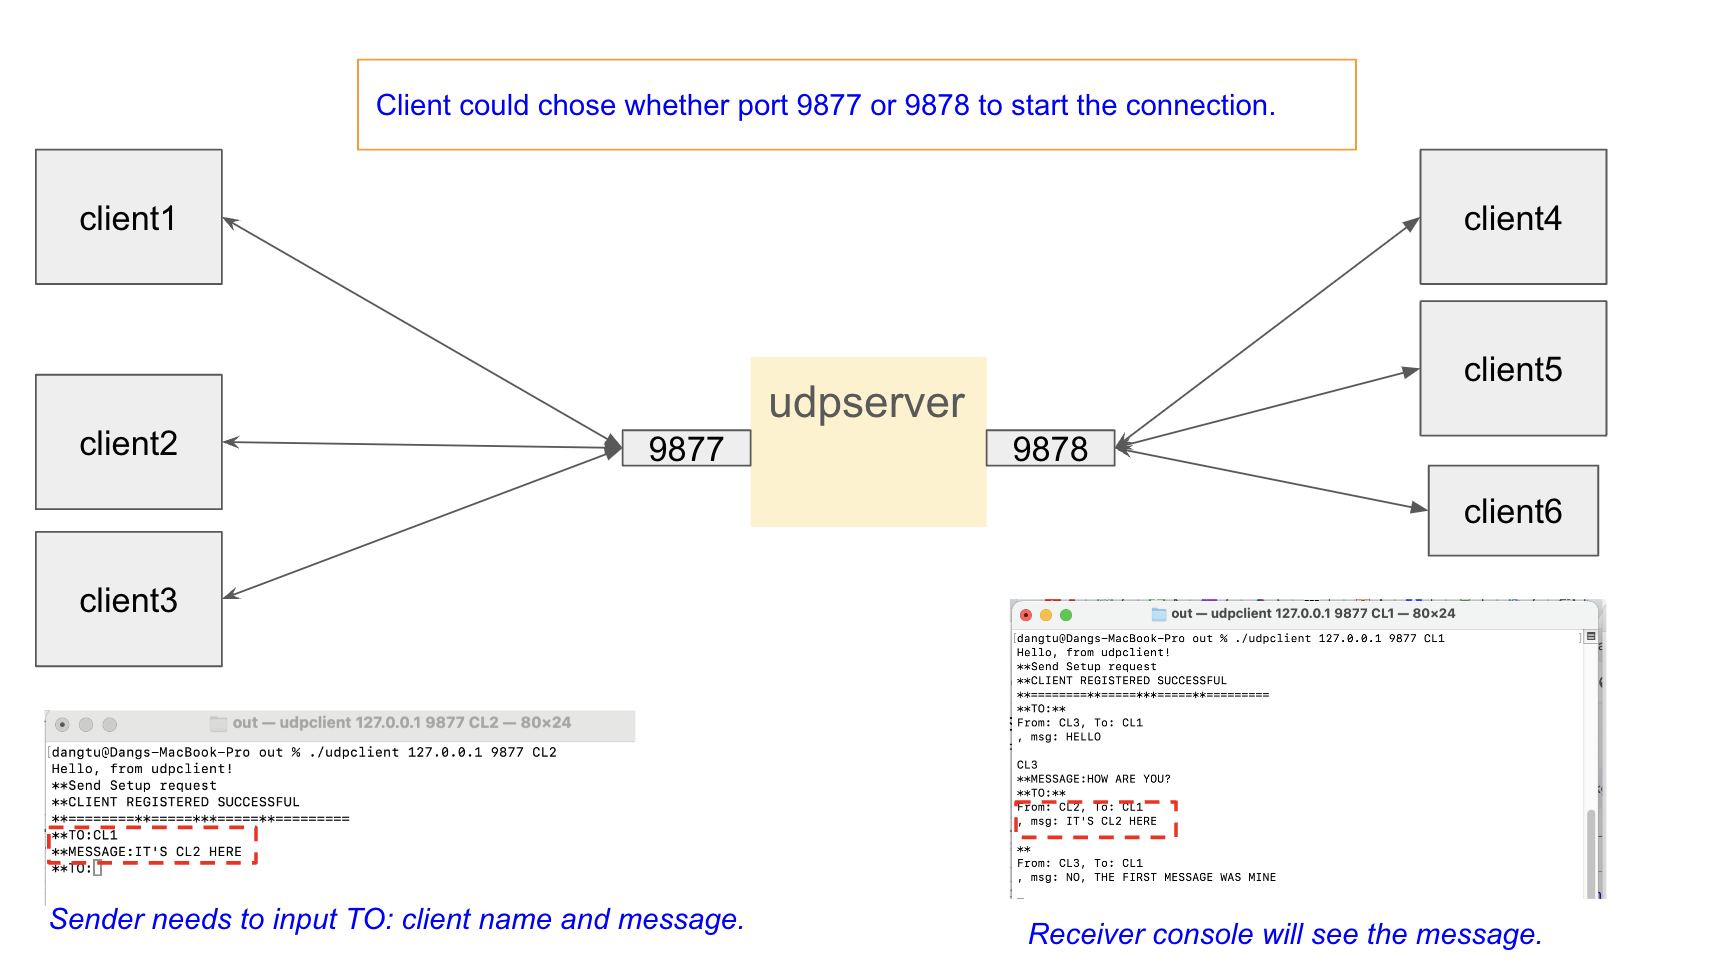 Client could chose whether port 9877 or 9878 to start the connection.
client1
client2
client3
9877
udpserver
9878
client4
client5
client6
out — udpclient 127.0.0.1 9877 CL2 — 80×24
dangtu@Dangs-MacBook-Pro out % ./udpclient 127.0.0.1 9877 CL2
Hello, from udpclient!
**Send Setup request
**CLIENT REGISTERED SUCCESSFUL
**========**=====***=====**=========
**TO:CL1
**MESSAGE:IT'S CL2 HERE
**TO:
Sender needs to input TO: client name and message.
out — udpclient 127.0.0.1 9877 CL1 — 80×24
dangtu@Dangs-MacBook-Pro out % ./udpclient 127.0.0.1 9877 CL1
Hello, from udpclient!
**Send Setup request
**CLIENT REGISTERED SUCCESSFUL
**========**=====***=====**=========
**TO:**
From: CL3, To: CL1
, msg: HELLO
CL3
**MESSAGE:HOW ARE YOU?
**TO:**
From: CL2, To: CL1
, msg: IT'S CL2 HERE
**
From: CL3, To: CL1
, msg: NO, THE FIRST MESSAGE WAS MINE
Receiver console will see the message.